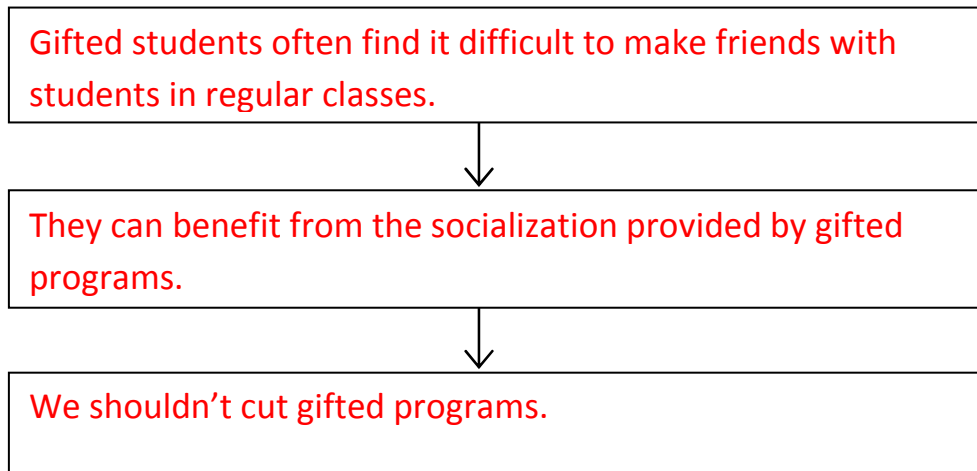 Gifted students often find it difficult to make friends with
students in regular classes.
They can benefit from the socialization provided by gifted
programs.
We shouldn’t cut gifted programs.